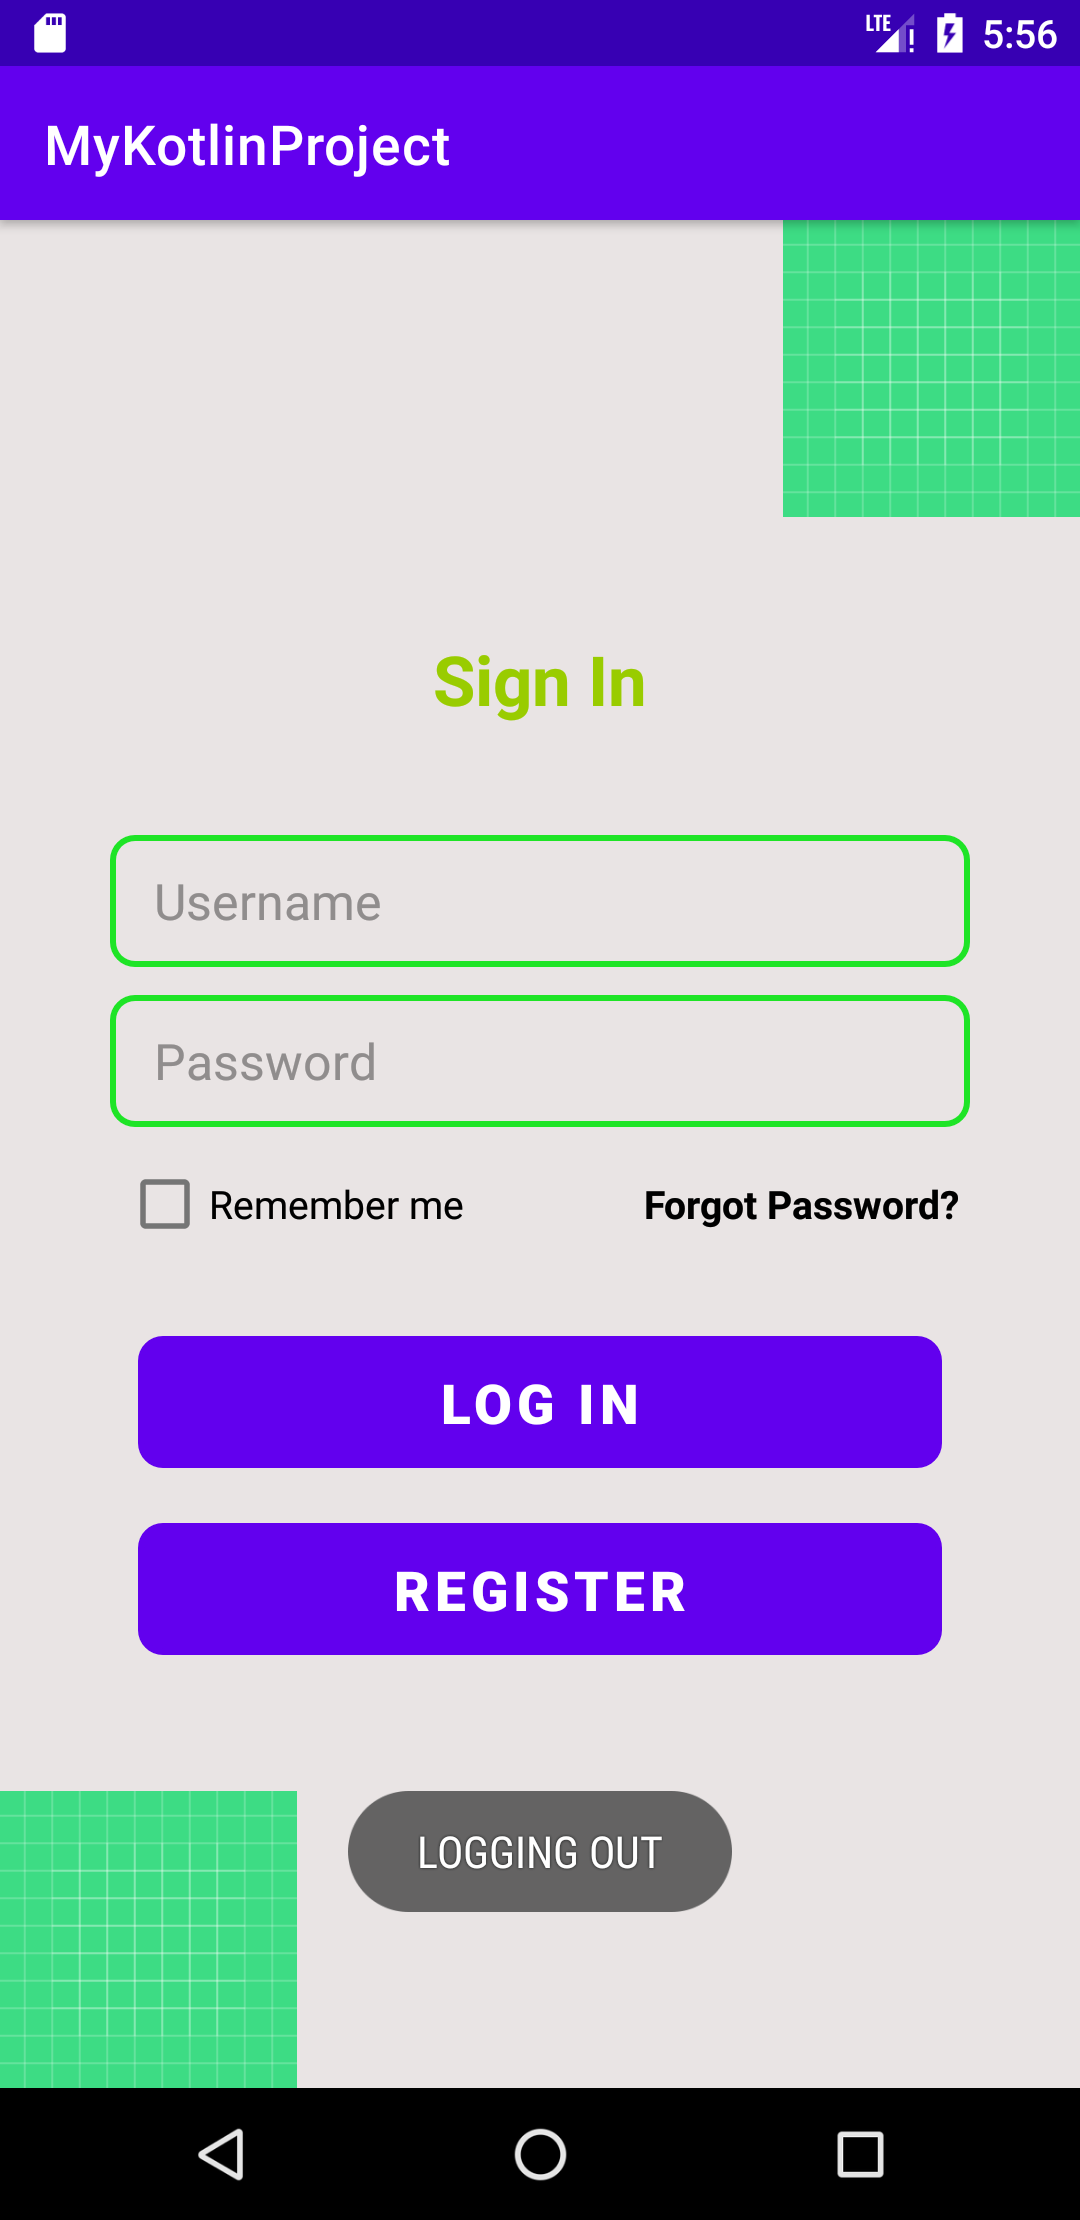 LTE ! 5:56
MyKotlinProject
Sign In
Username
Password
Remember me Forgot Password?
LOG IN
REGISTER
LOGGING OUT